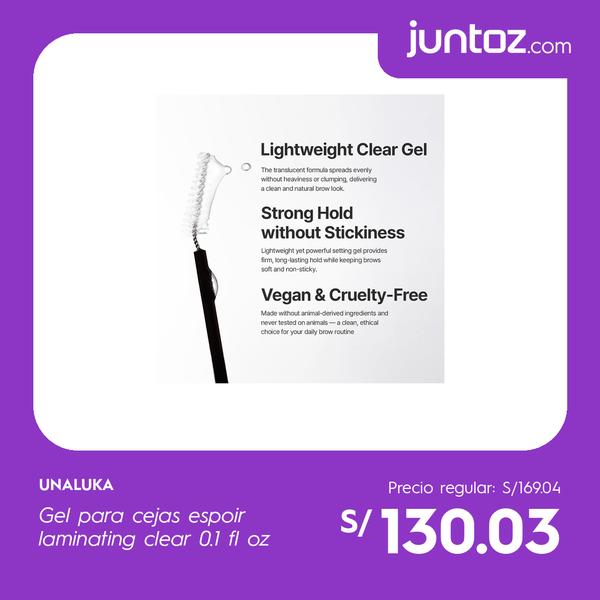 juntoz.com
Lightweight Clear Gel
The translucent formula spreads evenly
without heaviness or clumping, delivering
a clean and natural brow look.
Strong Hold
without Stickiness
Lightweight yet powerful setting gel provides
firm, long-lasting hold while keeping brows
soft and non-sticky.
Vegan & Cruelty-Free
Made without animal-derived ingredients and
never tested on animals — a clean, ethical
choice for your daily brow routine
UNALUKA
Gel para cejas espoir
laminating clear 0.1 fl oz
Precio regular: S/169.04
S/130.03